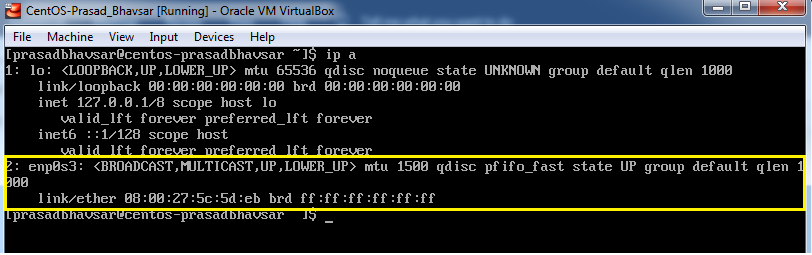 CentOS-Prasad_Bhavsar [Running] - Oracle VM VirtualBox
File Machine View Input Devices Help
[prasadbhavsar@centos-prasadbhavsar ~]$ ip a
1: lo: <LOOPBACK,UP,LOWER_UP> mtu 65536 qdisc noqueue state UNKNOWN group default qlen 1000
link/loopback 00:00:00:00:00:00 brd 00:00:00:00:00:00
inet 127.0.0.1/8 scope host lo
valid_lft forever preferred_lft forever
inet6 ::1/128 scope host
valid_lft forever preferred_lft forever
2: enp0s3: <BROADCAST,MULTICAST,UP,LOWER_UP> mtu 1500 qdisc pfifo_fast state UP group default qlen 1
000
link/ether 08:00:27:5c:5d:eb brd ff:ff:ff:ff:ff:ff
[prasadbhavsar@centos-prasadbhavsar ]$ _